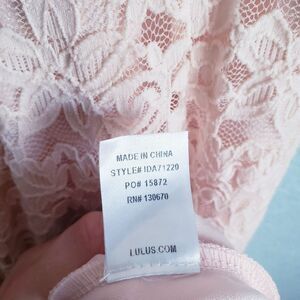 MADE IN CHINA
STYLE# IDA71220
PO# 15872
RN# 130670
LULUS.COM